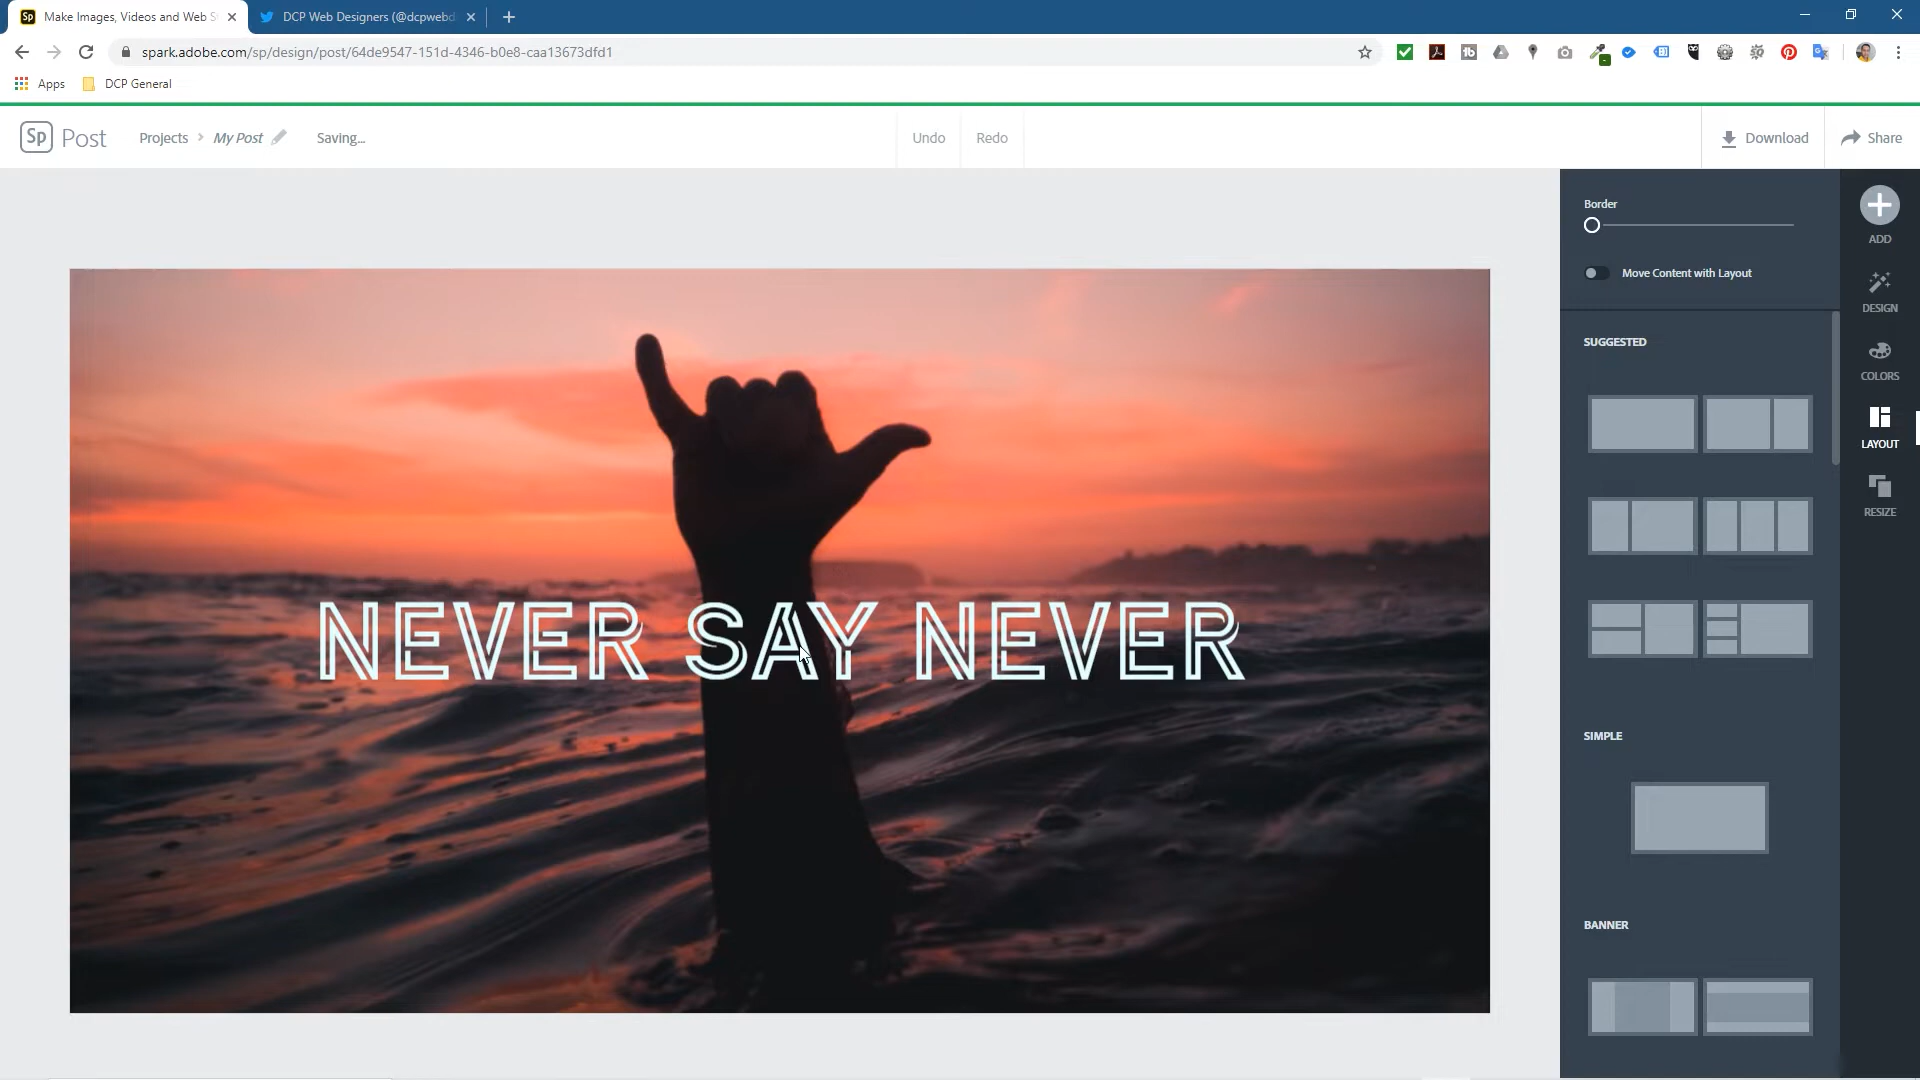 Sp Make Images, Videos and Web S
DCP Web Designers (@dcpwebd
spark.adobe.com/sp/design/post/64de9547-151d-4346-b0e8-caa13673dfd1
Apps DCP General
Sp Post Projects > My Post Saving... Undo Redo Download Share
Border
Move Content with Layout
SUGGESTED
SIMPLE
BANNER
ADD
DESIGN
COLORS
LAYOUT
RESIZE
NEVER SAY NEVER